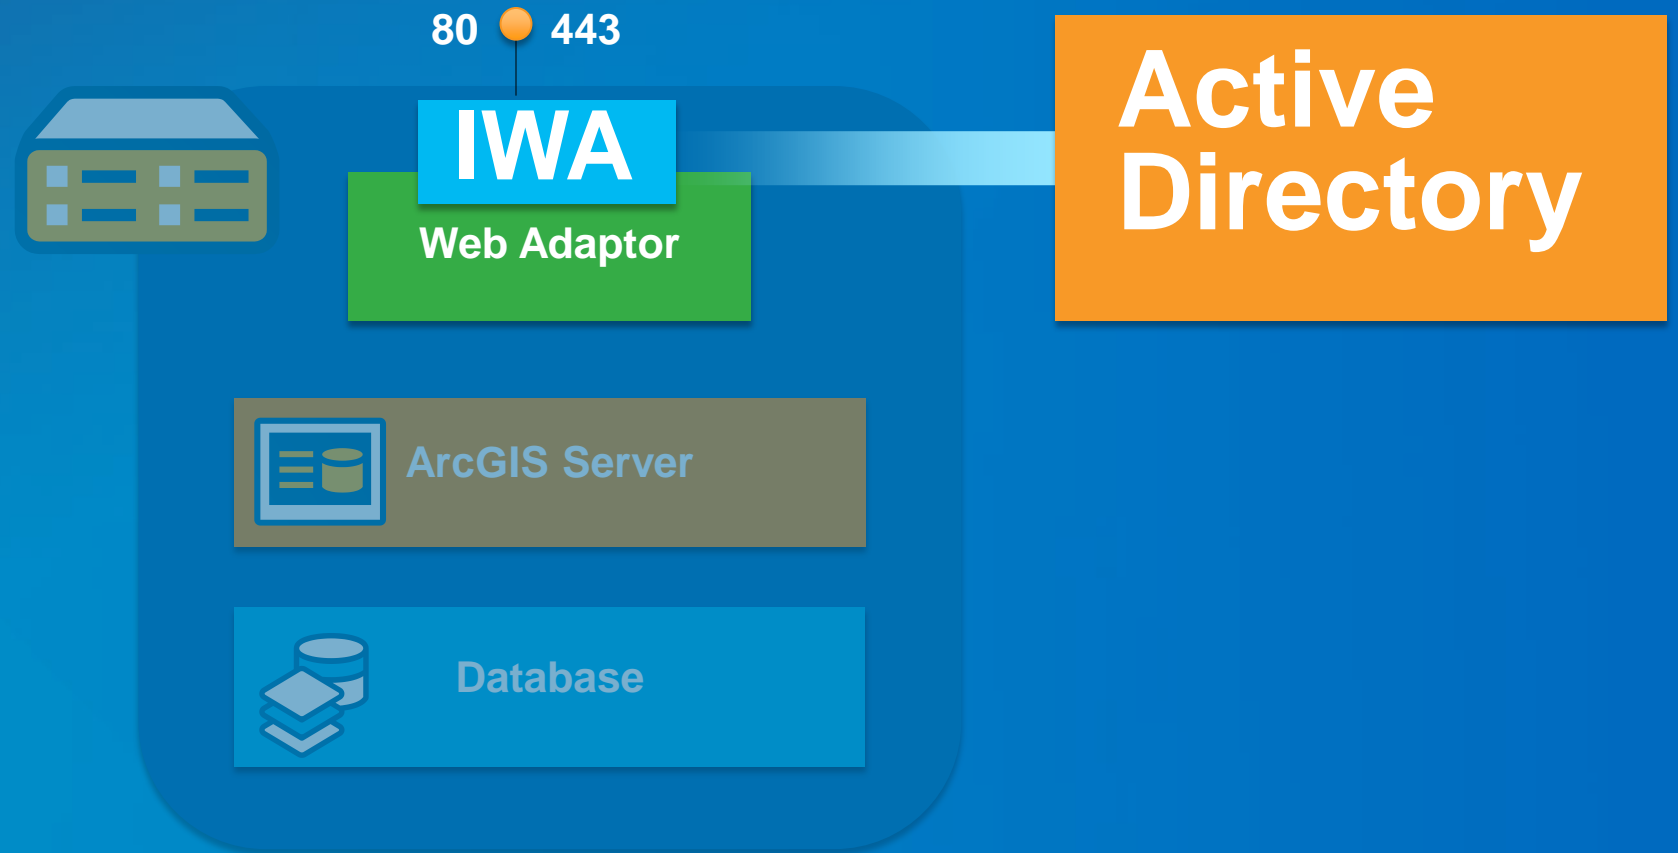 80 443
IWA
Active
Directory
Web Adaptor
ArcGIS Server
Database